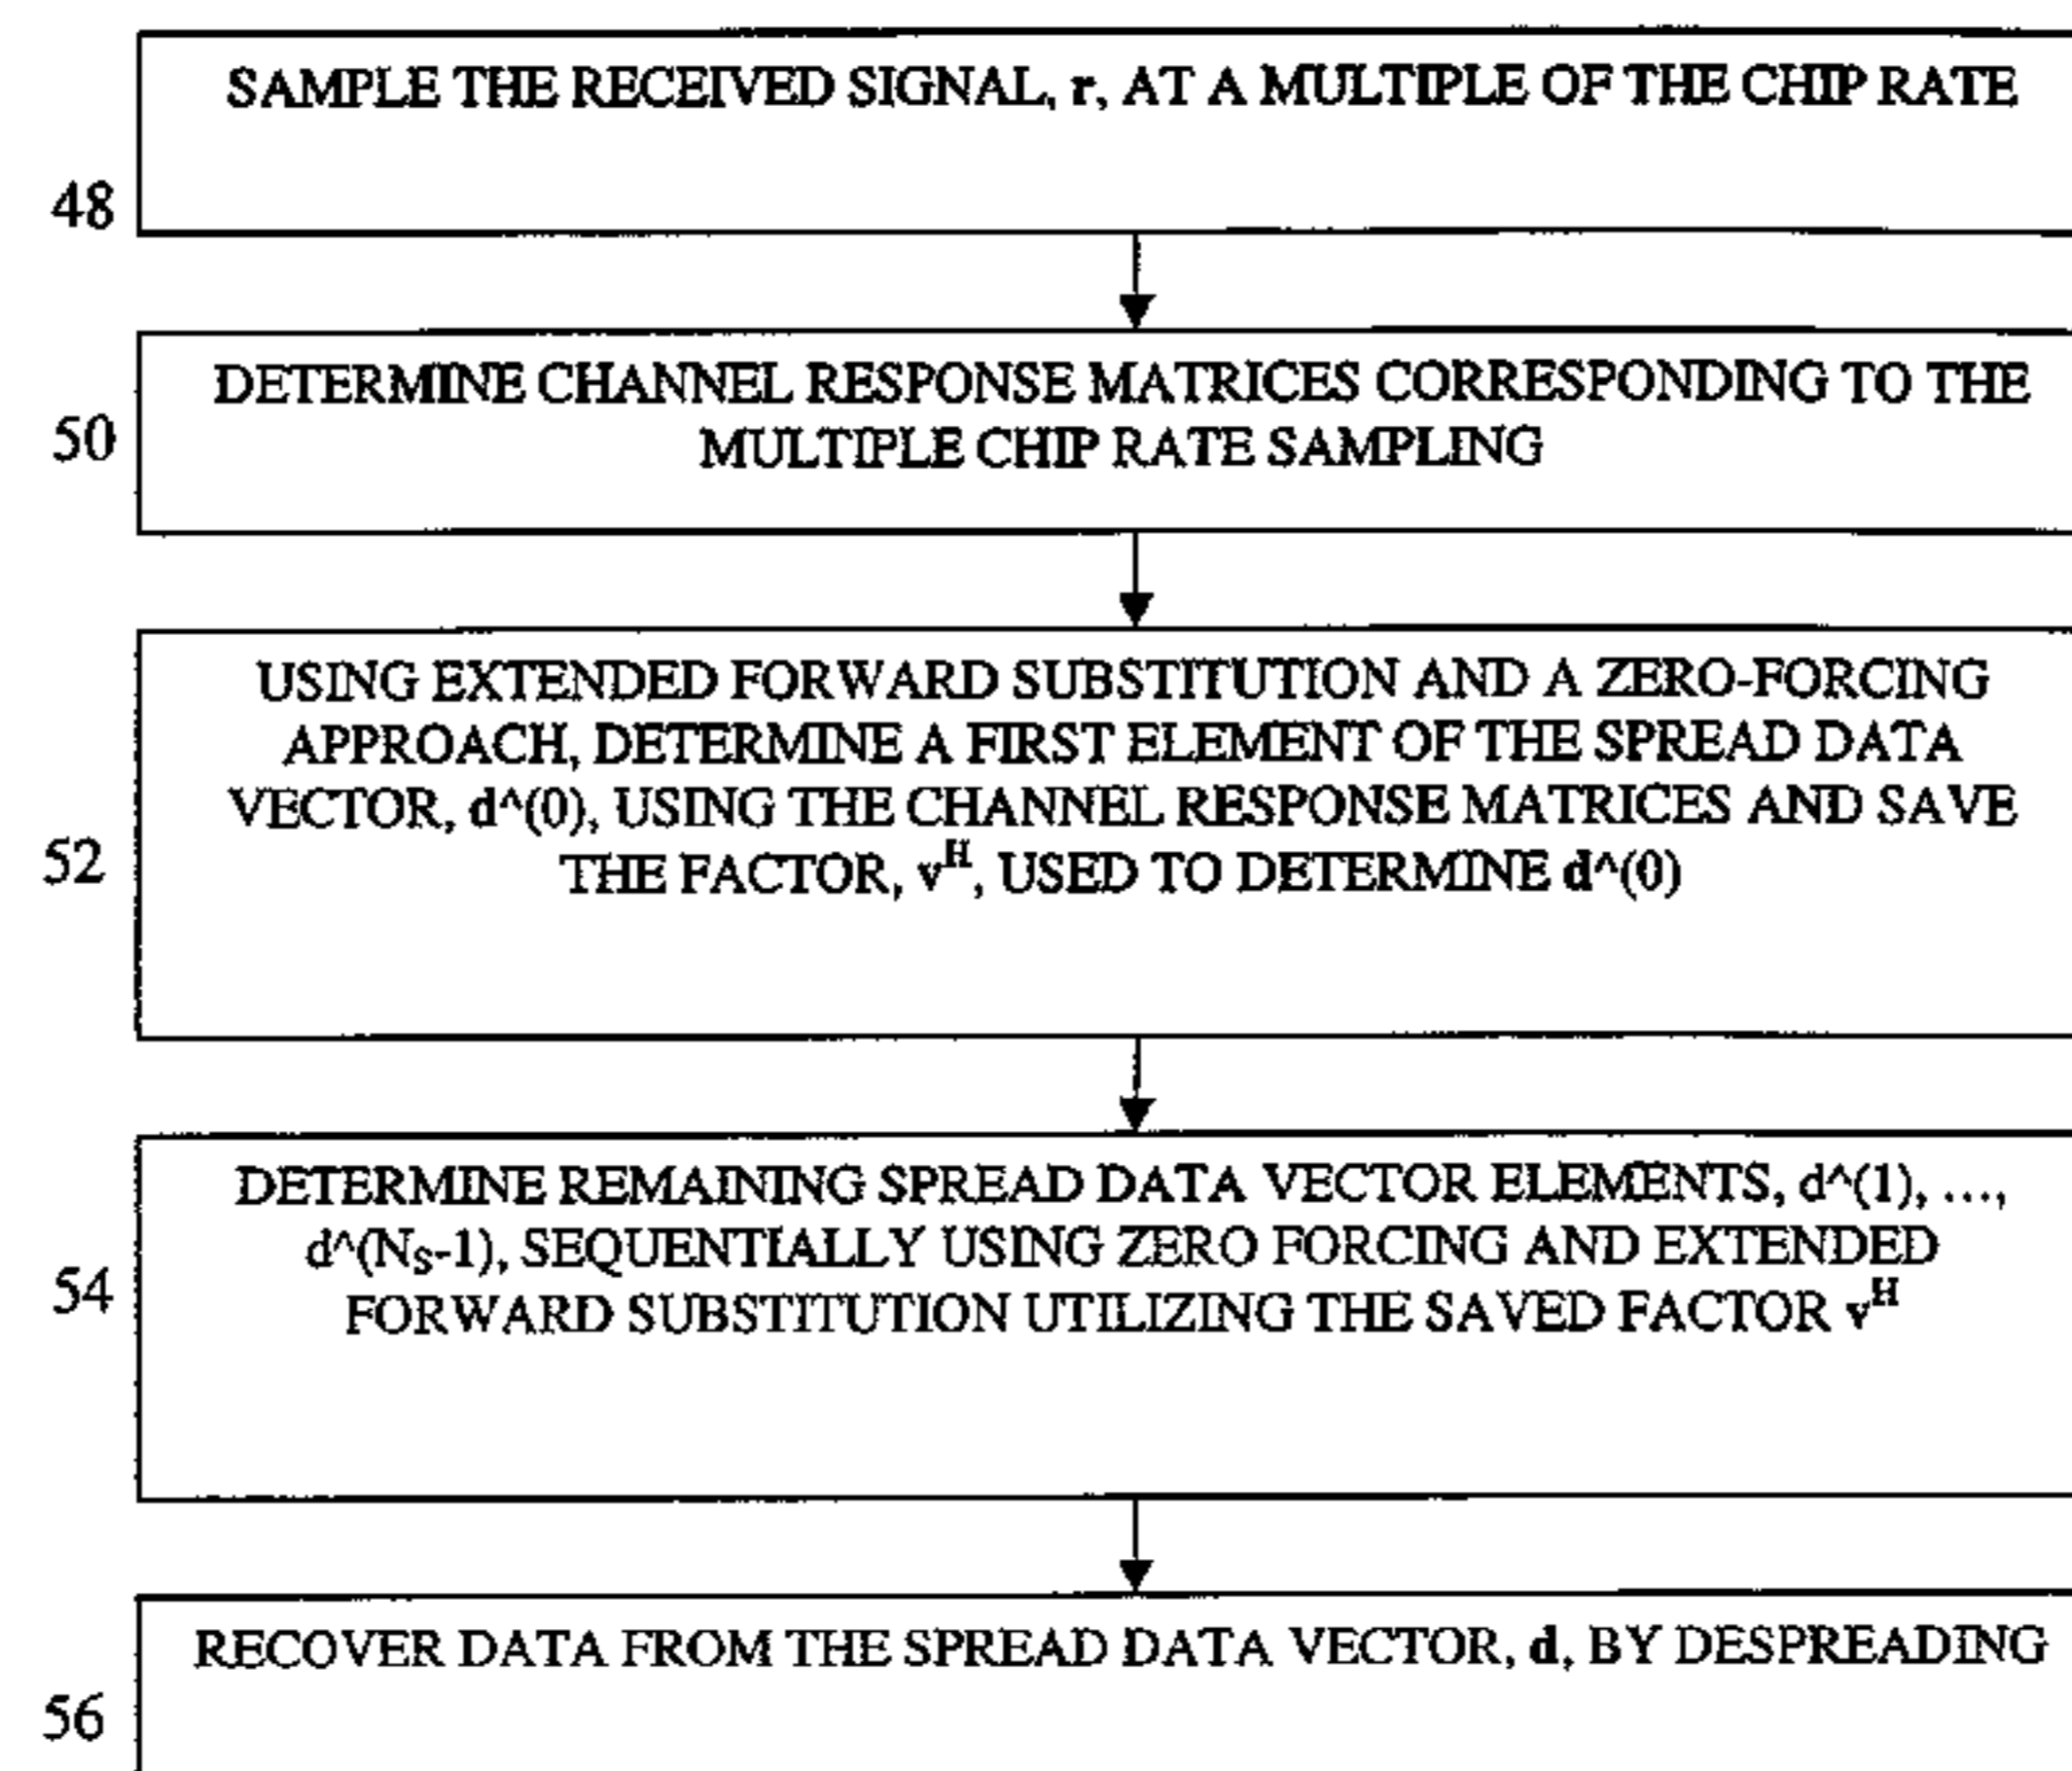 SAMPLE THE RECEIVED SIGNAL, r, AT A MULTIPLE OF THE CHIP RATE
48
DETERMINE CHANNEL RESPONSE MATRICES CORRESPONDING TO THE
MULTIPLE CHIP RATE SAMPLING
50
USING EXTENDED FORWARD SUBSTITUTION AND A ZERO-FORCING
APPROACH, DETERMINE A FIRST ELEMENT OF THE SPREAD DATA
VECTOR, d^(0), USING THE CHANNEL RESPONSE MATRICES AND SAVE
THE FACTOR, vᴴ, USED TO DETERMINE d^(0)
52
DETERMINE REMAINING SPREAD DATA VECTOR ELEMENTS, d^(1), ...,
d^(Nₛ-1), SEQUENTIALLY USING ZERO FORCING AND EXTENDED
FORWARD SUBSTITUTION UTILIZING THE SAVED FACTOR vᴴ
54
RECOVER DATA FROM THE SPREAD DATA VECTOR, d, BY DESPREADING
56